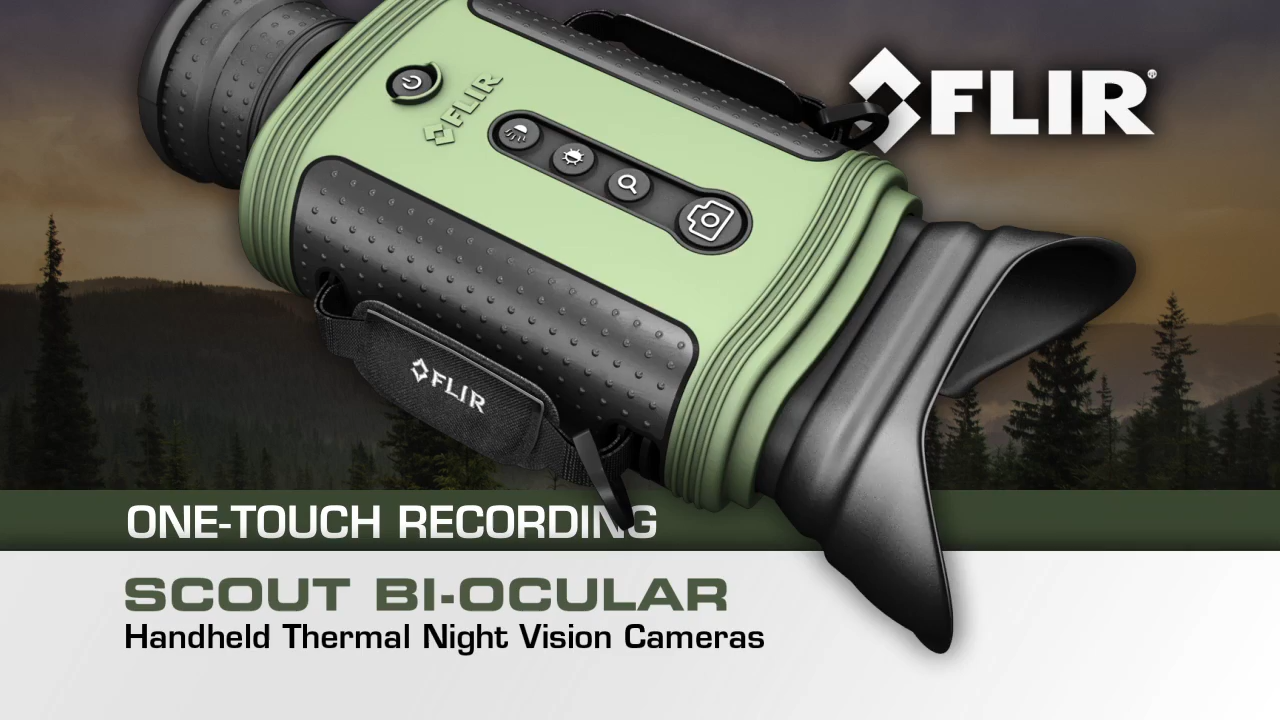 FLIR
FLIR®
FLIR
ONE-TOUCH RECORDING
SCOUT BI-OCULAR
Handheld Thermal Night Vision Cameras